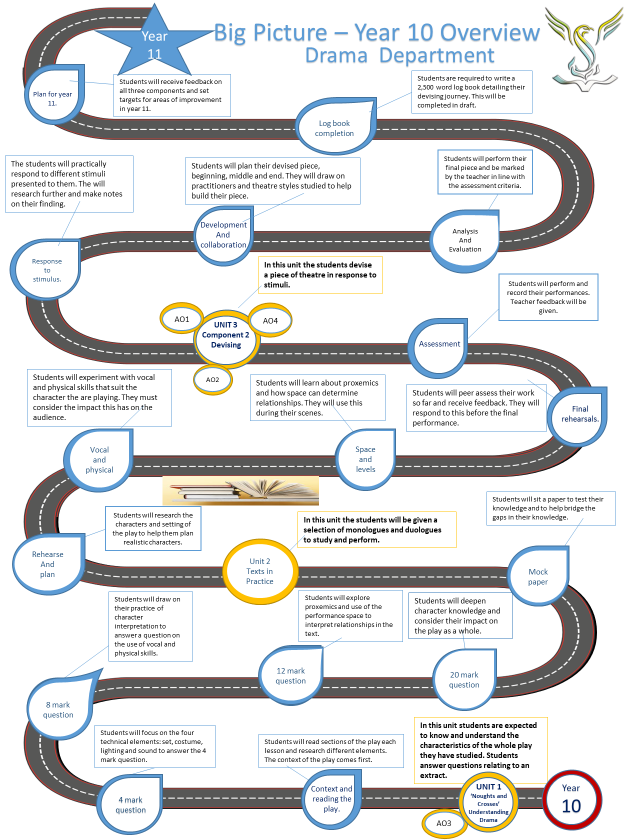 Big Picture – Year 10 Overview
Drama Department
Year
11
Plan for year
11.
Students will receive feedback on
all three components and set
targets for areas of improvement
in year 11.
Log book
completion
Students are required to write a
2,500 word log book detailing their
devising journey. This will be
completed in draft.
The students will practically
respond to different stimuli
presented to them. The will
research further and make notes
on their finding.
Students will plan their devised piece,
beginning, middle and end. They will draw on
practitioners and theatre styles studied to help
build their piece.
Students will perform their
final piece and be marked
by the teacher in line with
the assessment criteria.
Response
to
stimulus.
Development
And
collaboration
Analysis
And
Evaluation
In this unit the students devise
a piece of theatre in response to
stimuli.
AO1
AO4
UNIT 3
Component 2
Devising
AO2
Assessment
Students will perform and
record their performances.
Teacher feedback will be
given.
Students will experiment with vocal
and physical skills that suit the
character the are playing. They must
consider the impact this has on the
audience.
Students will learn about proxemics
and how space can determine
relationships. They will use this
during their scenes.
Students will peer assess their work
so far and receive feedback. They will
respond to this before the final
performance.
Final
rehearsals.
Vocal
and
physical
Space
and
levels
Students will research the
characters and setting of
the play to help them plan
realistic characters.
In this unit the students will be given a
selection of monologues and duologues
to study and perform.
Students will sit a paper to test their
knowledge and to help bridge the
gaps in their knowledge.
Rehearse
And
plan
Unit 2
Texts in
Practice
Mock
paper
Students will draw on
their practice of
character
interpretation to
answer a question on
the use of vocal and
physical skills.
Students will explore
proxemics and use of the
performance space to
interpret relationships in the
text.
Students will deepen
character knowledge and
consider their impact on
the play as a whole.
8 mark
question
12 mark
question
20 mark
question
Students will focus on the four
technical elements: set, costume,
lighting and sound to answer the 4
mark question.
Students will read sections of the play each
lesson and research different elements.
The context of the play comes first.
In this unit students are expected
to know and understand the
characteristics of the whole play
they have studied. Students
answer questions relating to an
extract.
4 mark
question
Context and
reading the
play.
UNIT 1
'Noughts and
Crosses'
Understanding
Drama
AO3
Year
10